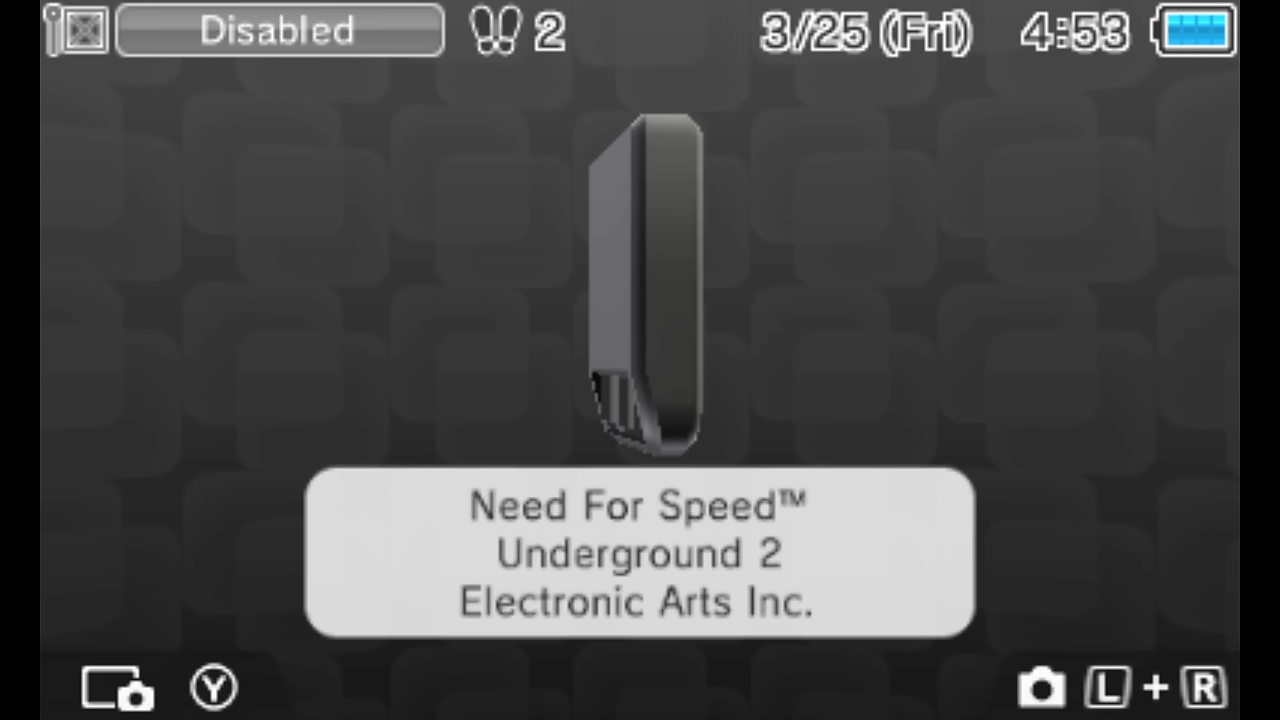 Disabled
2
3/25 (Fri)
4:53
Need For Speed™
Underground 2
Electronic Arts Inc.
Y
L + R